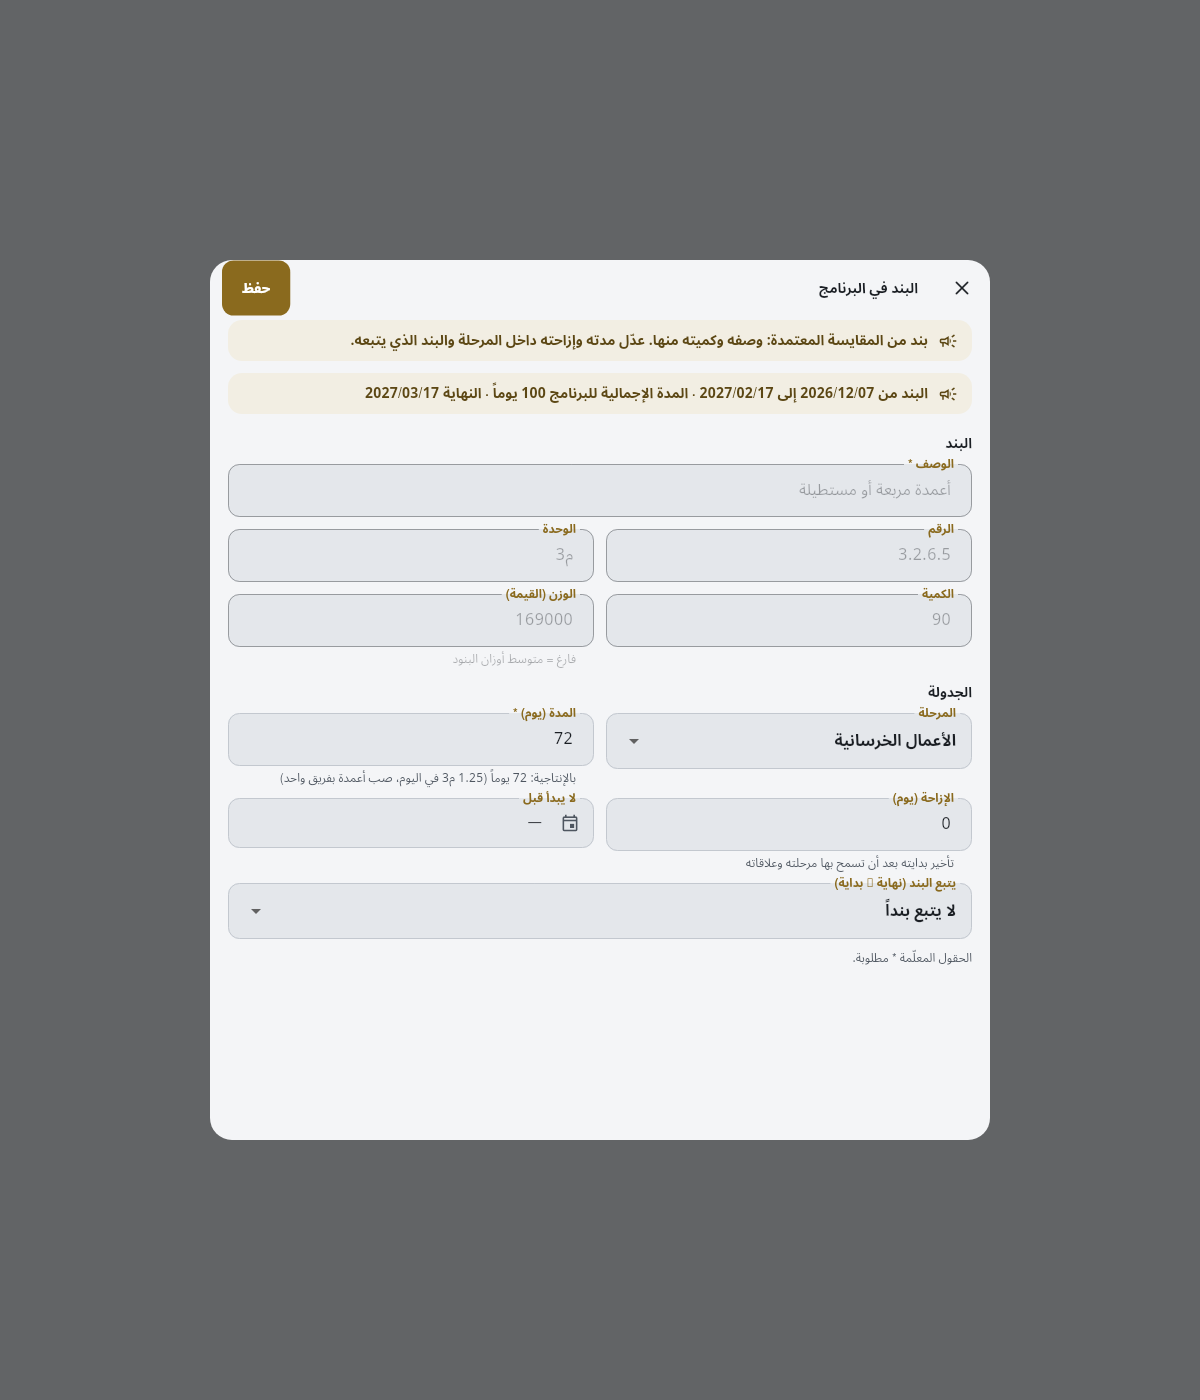 البند في البرنامج
حفظ
بند من المقايسة المعتمدة: وصفه وكميته منها. عدّل مدته وإزاحته داخل المرحلة والبند الذي يتبعه.
البند من 2026/12/07 إلى 2027/02/17 · المدة الإجمالية للبرنامج 100 يوماً · النهاية 2027/03/17
البند
الوصف *
أعمدة مربعة أو مستطيلة
الرقم
3.2.6.5
الوحدة
م3
الكمية
90
الوزن (القيمة)
169000
فارغ = متوسط أوزان البنود
الجدولة
المرحلة
الأعمال الخرسانية
المدة (يوم) *
72
بالإنتاجية: 72 يوماً (1.25 م3 في اليوم، صب أعمدة بفريق واحد)
الإزاحة (يوم)
0
تأخير بدايته بعد أن تسمح بها مرحلته وعلاقاته
لا يبدأ قبل
—
يتبع البند (نهاية ▯ بداية)
لا يتبع بنداً
الحقول المعلّمة * مطلوبة.